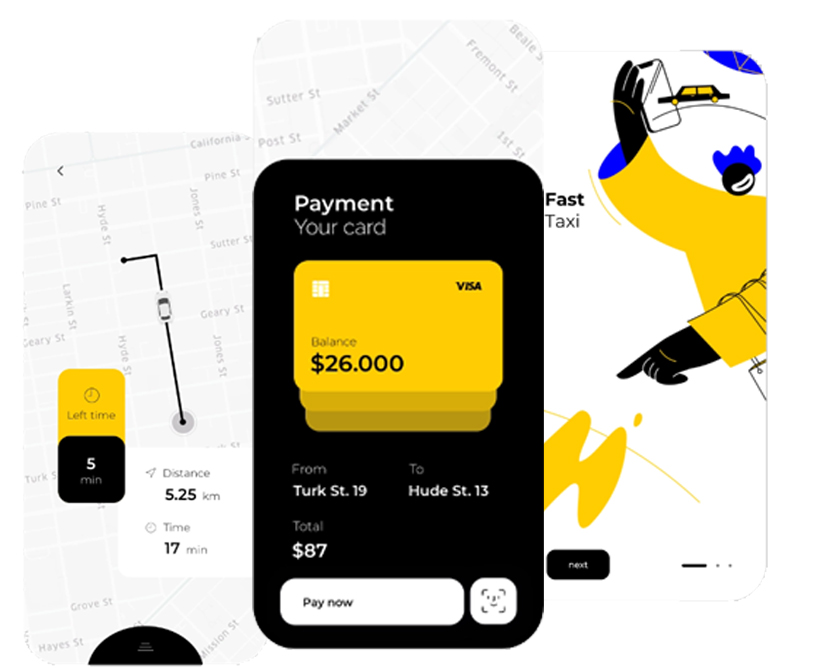 California S
Pine St
Pine St
Hyde St
Jones St
Sutter St
Larkin St
Geary St
Geary St
Hyde St
Jones St
Left time
5
min
Turk S
Distance
5.25 km
Time
17 min
Grove St
Hayes St
Mission St
Beale S
Fremont St
Sutter St
Market St
Post St
1st St
Payment
Your card
VISA
Balance
$26.000
From
To
Turk St. 19
Hude St. 13
Total
$87
Pay now
Fast
Taxi
next